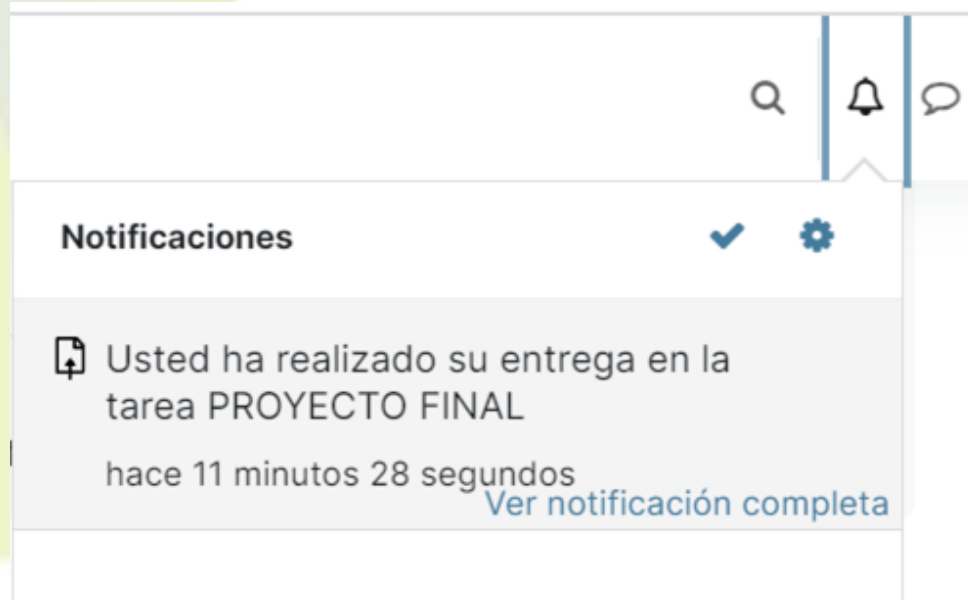 Notificaciones
Usted ha realizado su entrega en la
tarea PROYECTO FINAL
hace 11 minutos 28 segundos
Ver notificación completa